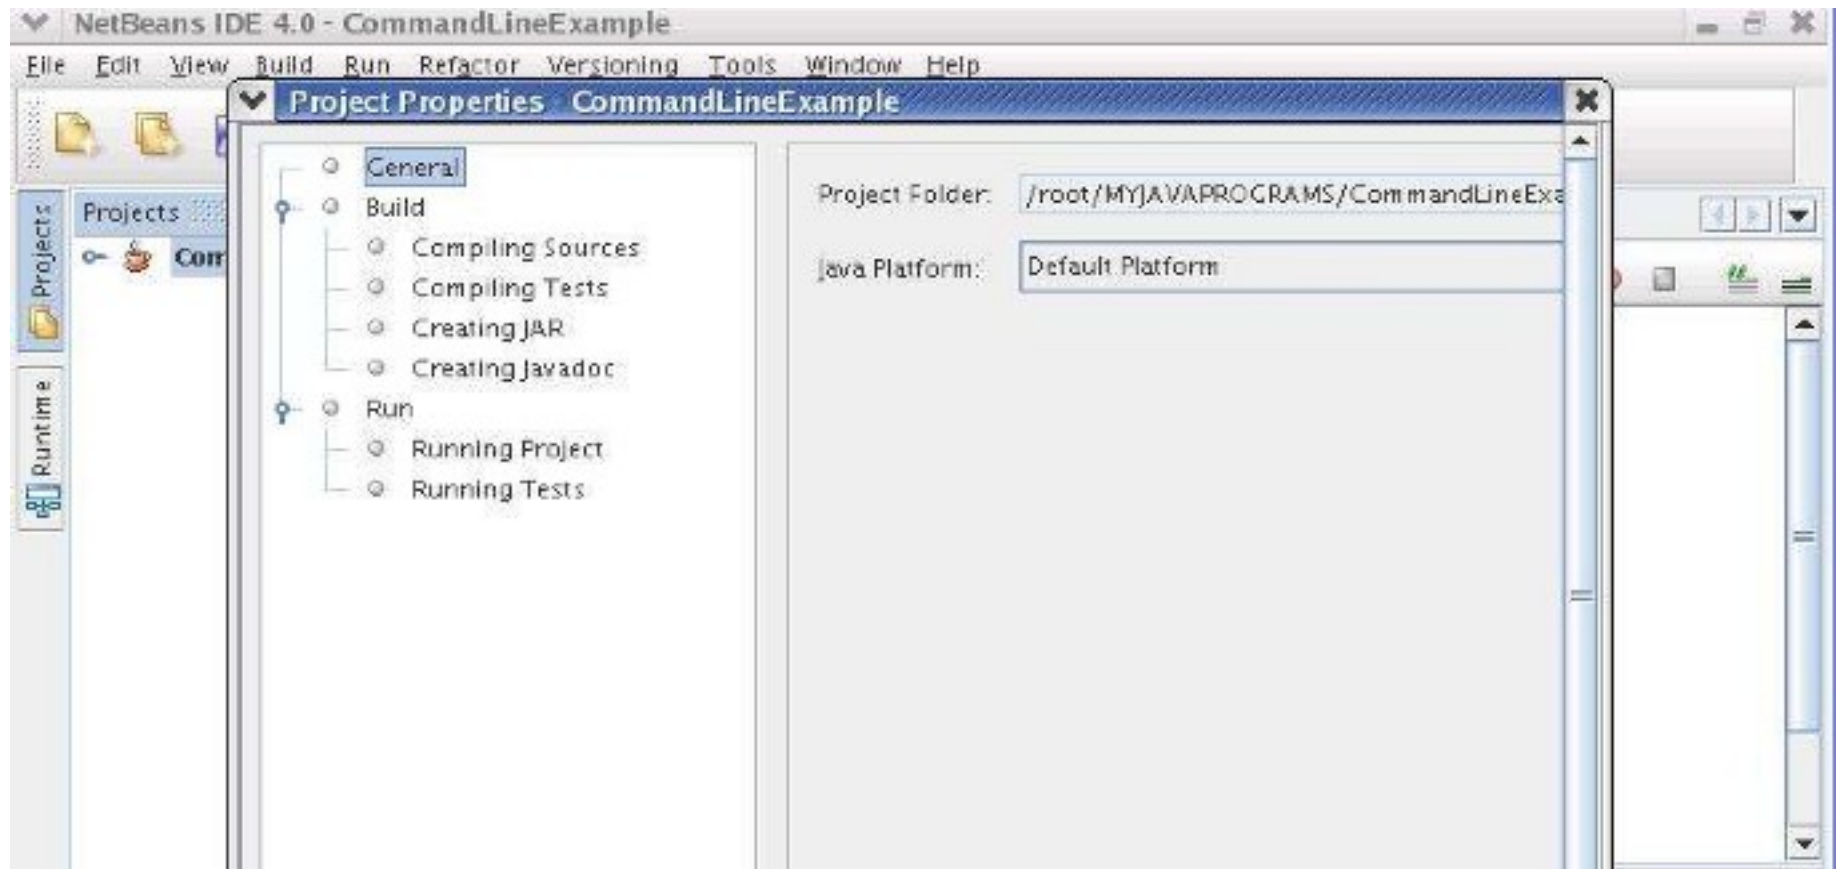 NetBeans IDE 4.0 - CommandLineExample
File Edit View Build Run Refactor Versioning Tools Window Help
Project Properties - CommandLineExample
Projects
Com
Projects
Runtime
General
Build
Compiling Sources
Compiling Tests
Creating JAR
Creating Javadoc
Run
Running Project
Running Tests
Project Folder: /root/MYJAVAPROGRAMS/CommandLineExa
Java Platform: Default Platform